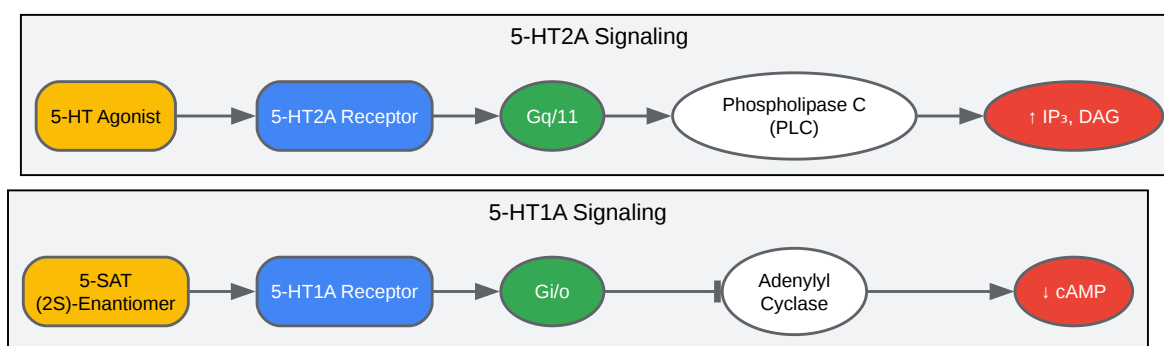 5-HT2A Signaling
5-HT Agonist
5-HT2A Receptor
Gq/11
Phospholipase C
(PLC)
↑ IP₃, DAG
5-HT1A Signaling
5-SAT
(2S)-Enantiomer
5-HT1A Receptor
Gi/o
Adenylyl
Cyclase
↓ cAMP